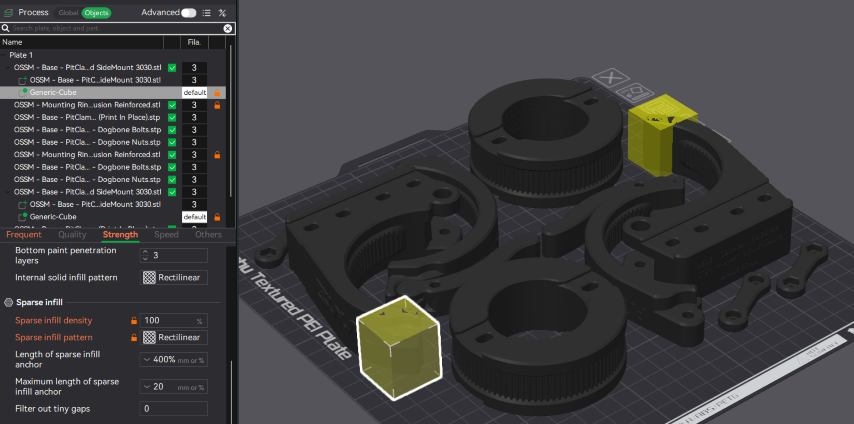 Process Global Objects Advanced
Search plate, object and part.
Name Fila.
Plate 1
OSSM - Base - PitCla...d SideMount 3030.stl 3
OSSM - Base - PitC...ideMount 3030.stl 3
Generic-Cube default
OSSM - Mounting Rin...usion Reinforced.stl 3
OSSM - Base - PitClam... (Print In Place).stp 3
OSSM - Base - PitCla... - Dogbone Bolts.stp 3
OSSM - Base - PitCla... - Dogbone Nuts.stp 3
OSSM - Mounting Rin...usion Reinforced.stl 3
OSSM - Base - PitCla... - Dogbone Bolts.stp 3
OSSM - Base - PitCla... - Dogbone Nuts.stp 3
OSSM - Base - PitCla...d SideMount 3030.stl 3
OSSM - Base - PitC...ideMount 3030.stl 3
Generic-Cube default
Frequent Quality Strength Speed Others
Bottom paint penetration
layers 3
Internal solid infill pattern Rectilinear
Sparse infill
Sparse infill density 100 %
Sparse infill pattern Rectilinear
Length of sparse infill
anchor 400% mm or %
Maximum length of sparse
infill anchor 20 mm or %
Filter out tiny gaps 0
Textured PEI Plate